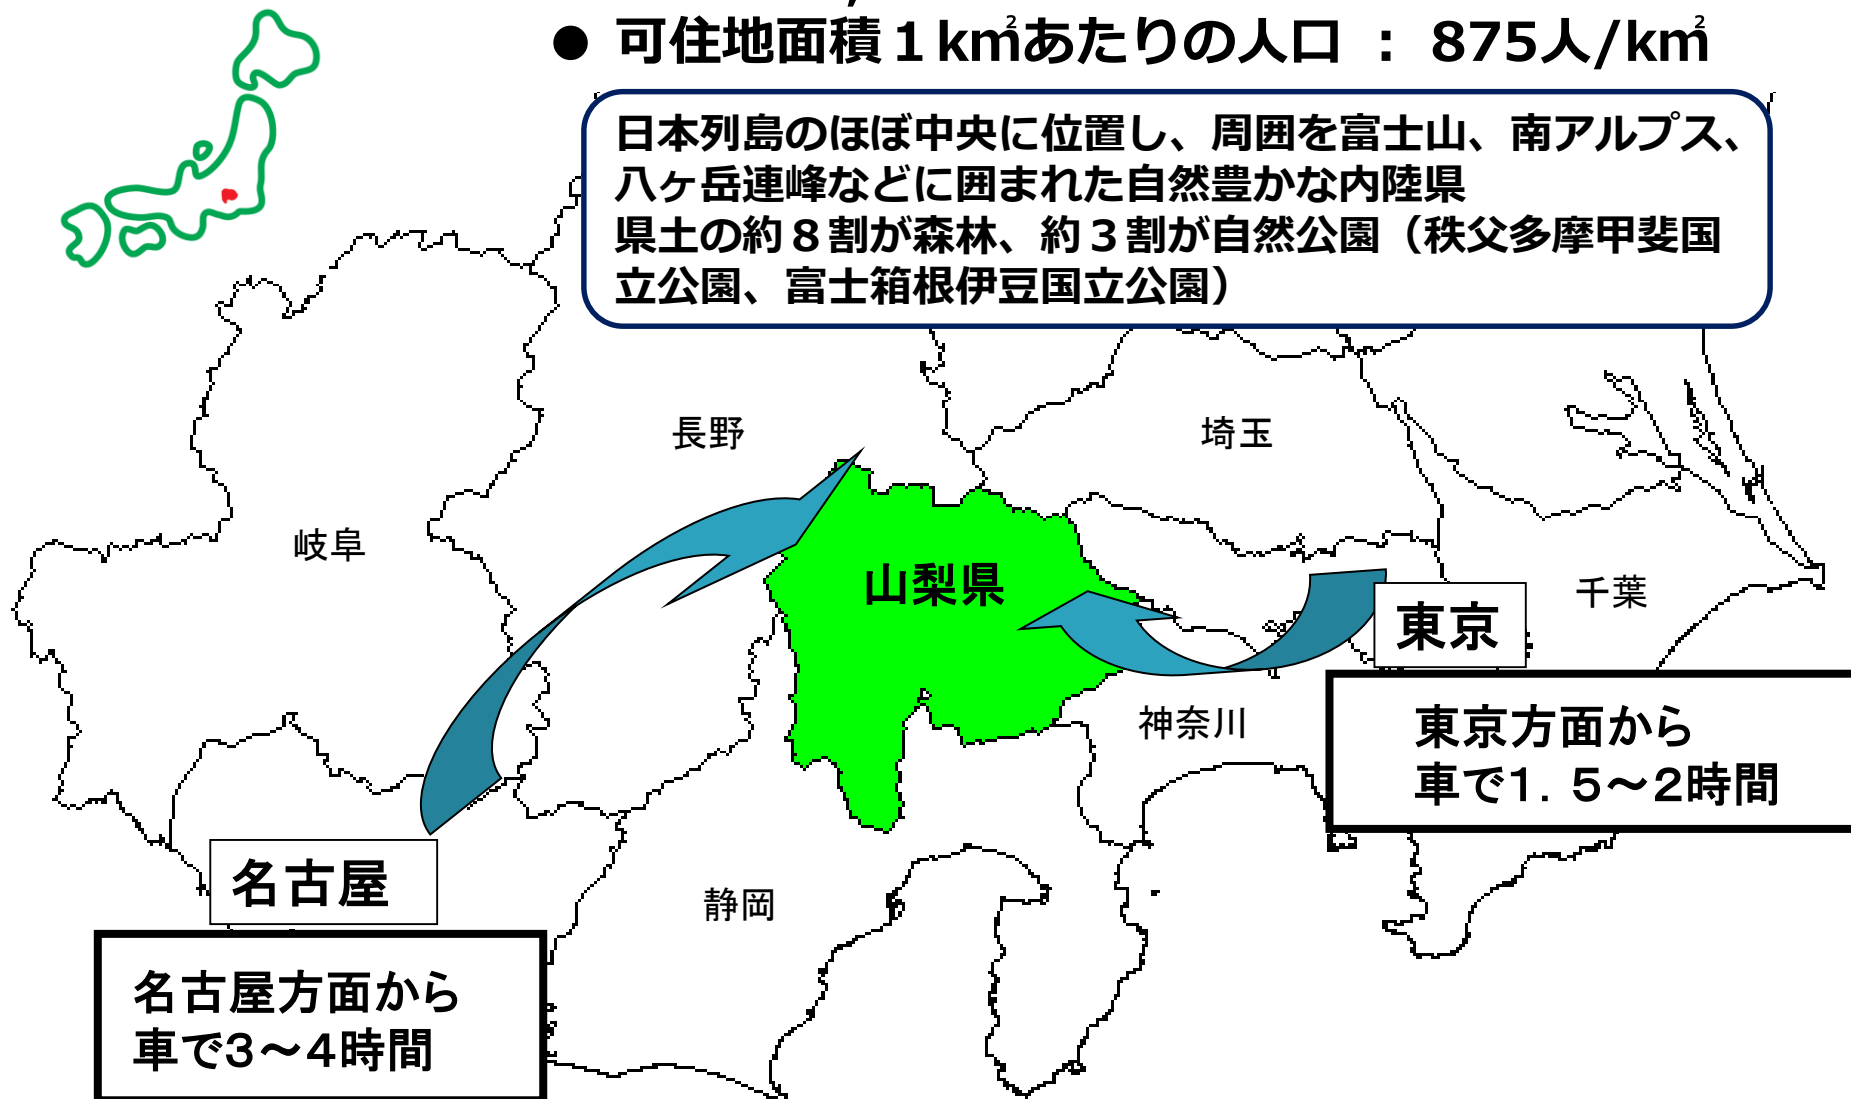 ● 可住地面積１k㎡あたりの人口 ： 875人/k㎡
日本列島のほぼ中央に位置し、周囲を富士山、南アルプス、
八ヶ岳連峰などに囲まれた自然豊かな内陸県
県土の約８割が森林、約３割が自然公園（秩父多摩甲斐国
立公園、富士箱根伊豆国立公園）
長野
埼玉
岐阜
山梨県
千葉
東京
神奈川
東京方面から
車で１．５～２時間
名古屋
静岡
名古屋方面から
車で３～４時間